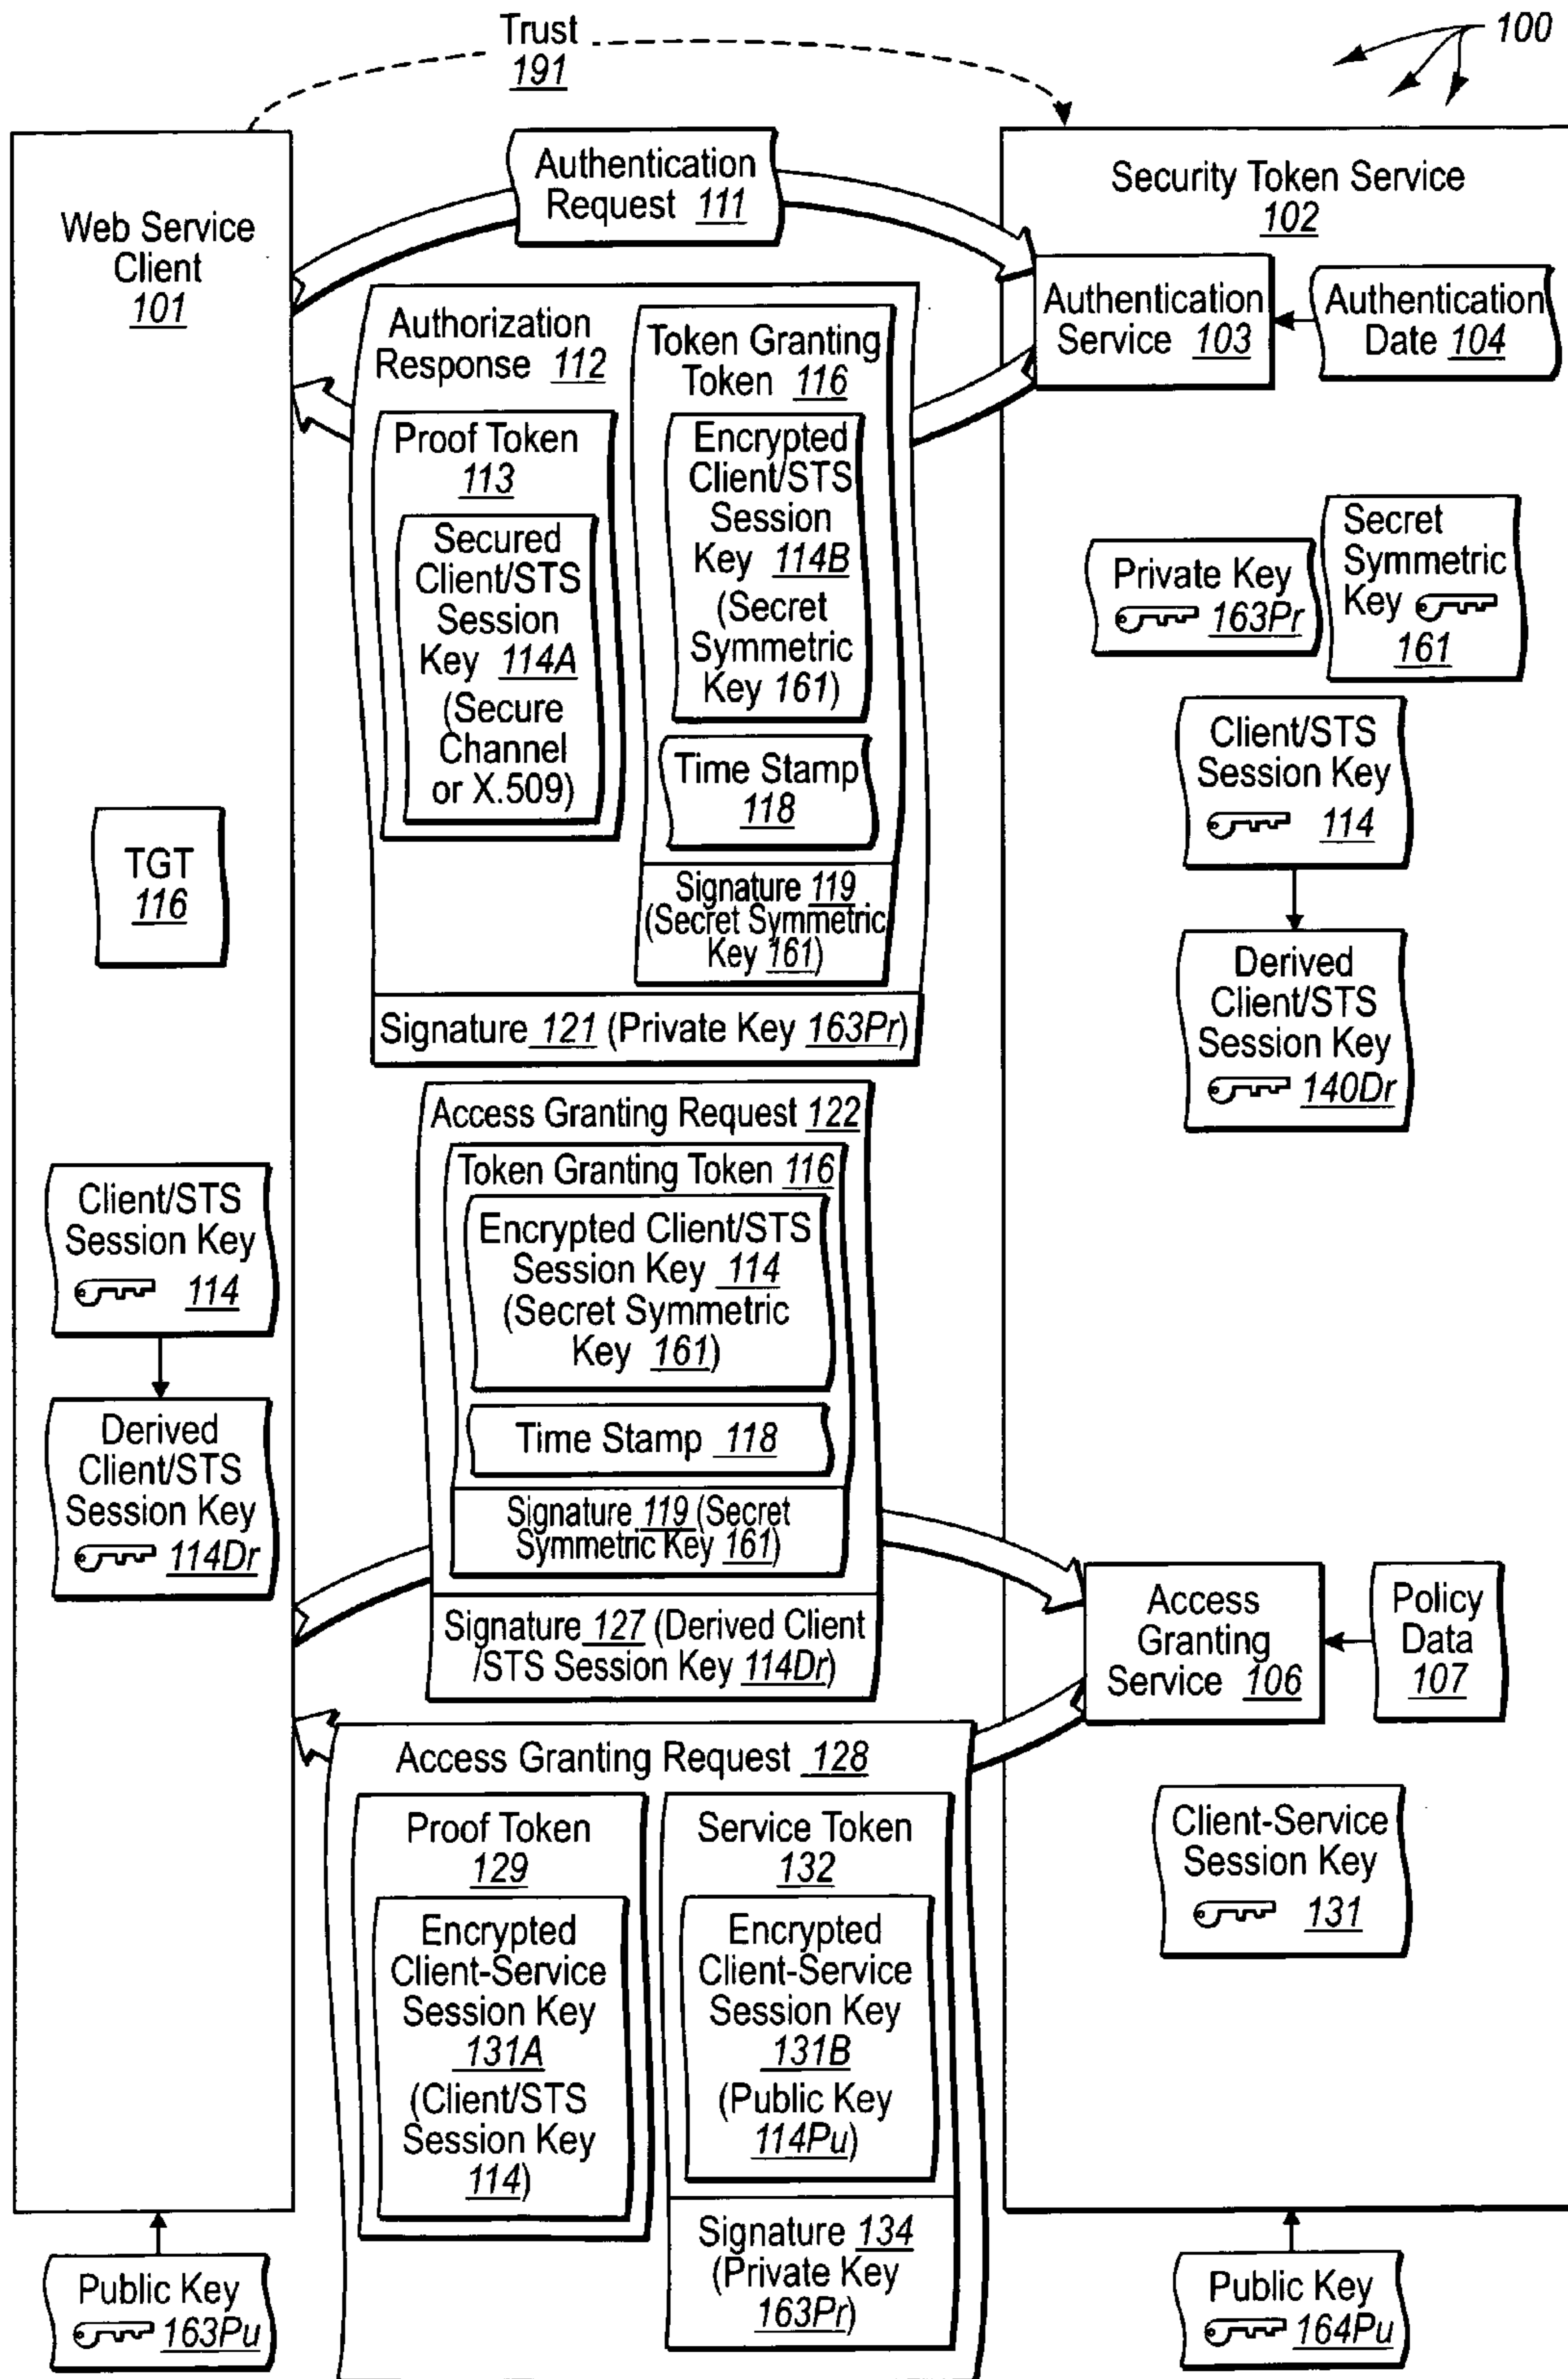 Trust
191
100
Web Service
Client
101
Authentication
Request 111
Security Token Service
102
Authentication
Service 103
Authentication
Date 104
Authorization
Response 112
Proof Token
113
Secured
Client/STS
Session
Key 114A
(Secure
Channel
or X.509)
Token Granting
Token 116
Encrypted
Client/STS
Session
Key 114B
(Secret
Symmetric
Key 161)
Time Stamp
118
Signature 119
(Secret Symmetric
Key 161)
Signature 121 (Private Key 163Pr)
Private Key
163Pr
Secret
Symmetric
Key
161
Client/STS
Session Key
114
Derived
Client/STS
Session Key
140Dr
TGT
116
Client/STS
Session Key
114
Derived
Client/STS
Session Key
114Dr
Access Granting Request 122
Token Granting Token 116
Encrypted Client/STS
Session Key 114
(Secret Symmetric
Key 161)
Time Stamp 118
Signature 119 (Secret
Symmetric Key 161)
Signature 127 (Derived Client
/STS Session Key 114Dr)
Access
Granting
Service 106
Policy
Data
107
Access Granting Request 128
Proof Token
129
Encrypted
Client-Service
Session Key
131A
(Client/STS
Session Key
114)
Service Token
132
Encrypted
Client-Service
Session Key
131B
(Public Key
114Pu)
Signature 134
(Private Key
163Pr)
Client-Service
Session Key
131
Public Key
163Pu
Public Key
164Pu